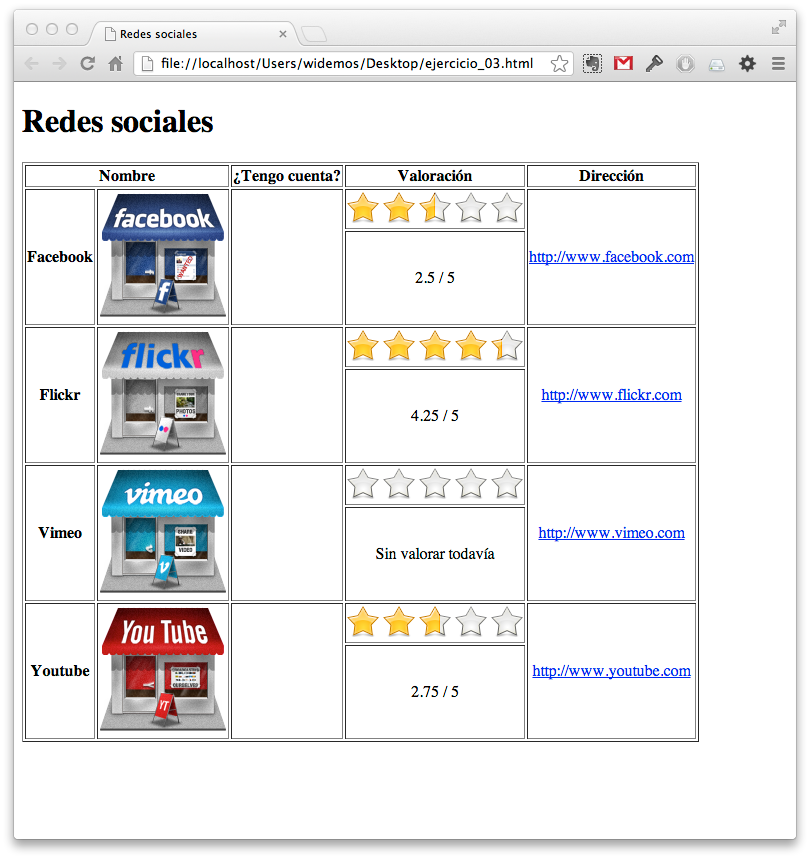 Redes sociales
file://localhost/Users/widemos/Desktop/ejercicio_03.html
Redes sociales
Nombre ¿Tengo cuenta? Valoración Dirección
Facebook
facebook
WANTED
f
2.5 / 5
http://www.facebook.com
Flickr
flickr
PHOTOS
4.25 / 5
http://www.flickr.com
Vimeo
vimeo
SHARE
VIDEO
V
Sin valorar todavía
http://www.vimeo.com
Youtube
You Tube
YT
2.75 / 5
http://www.youtube.com